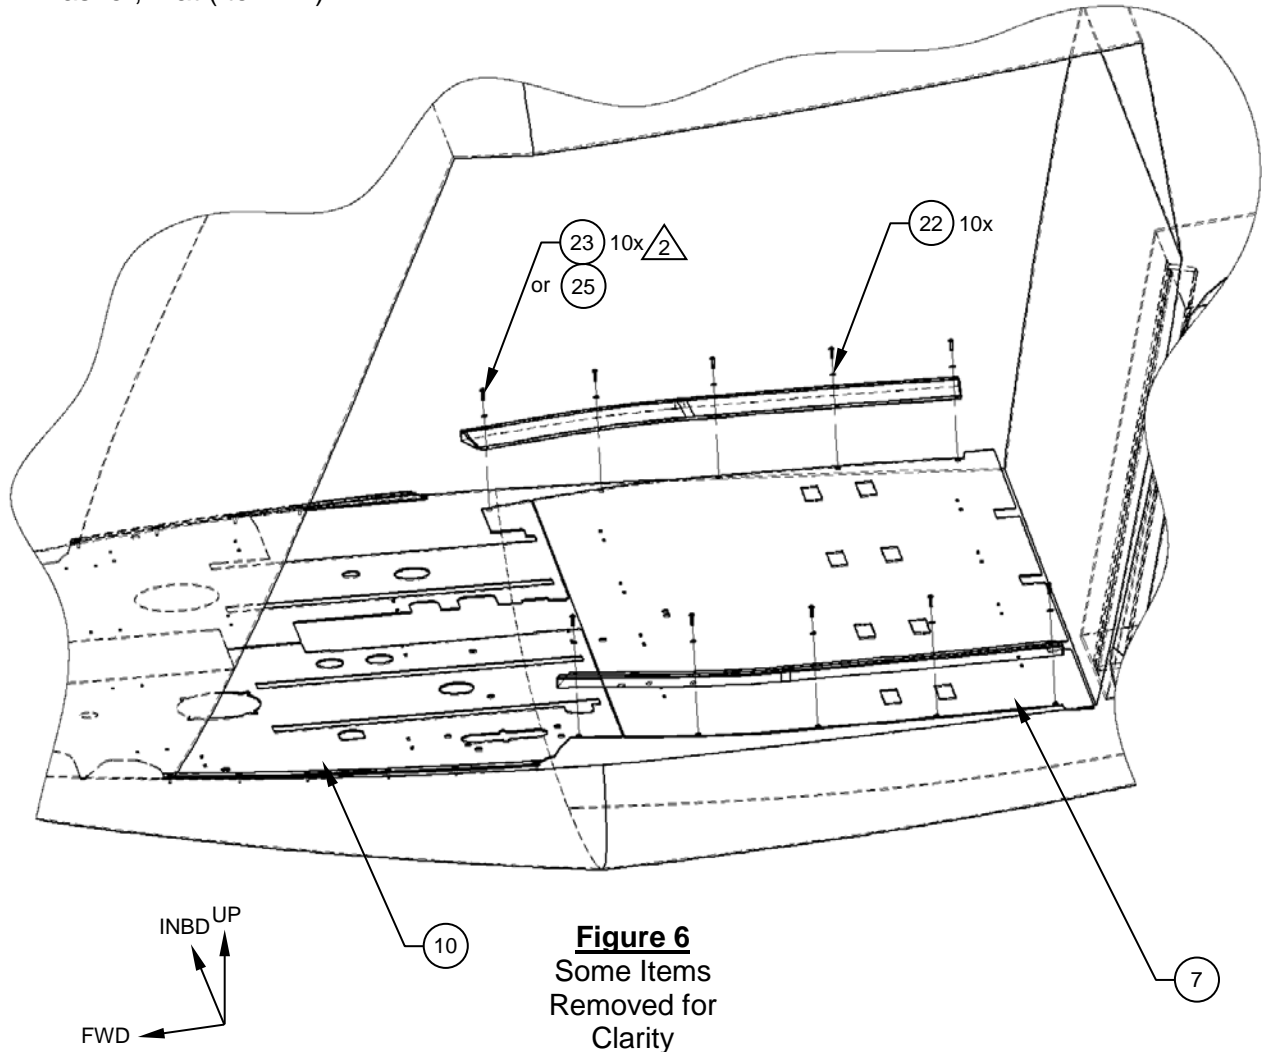 23 10x 2
or 25
22 10x
INBD UP
FWD
10
7
Figure 6
Some Items
Removed for
Clarity